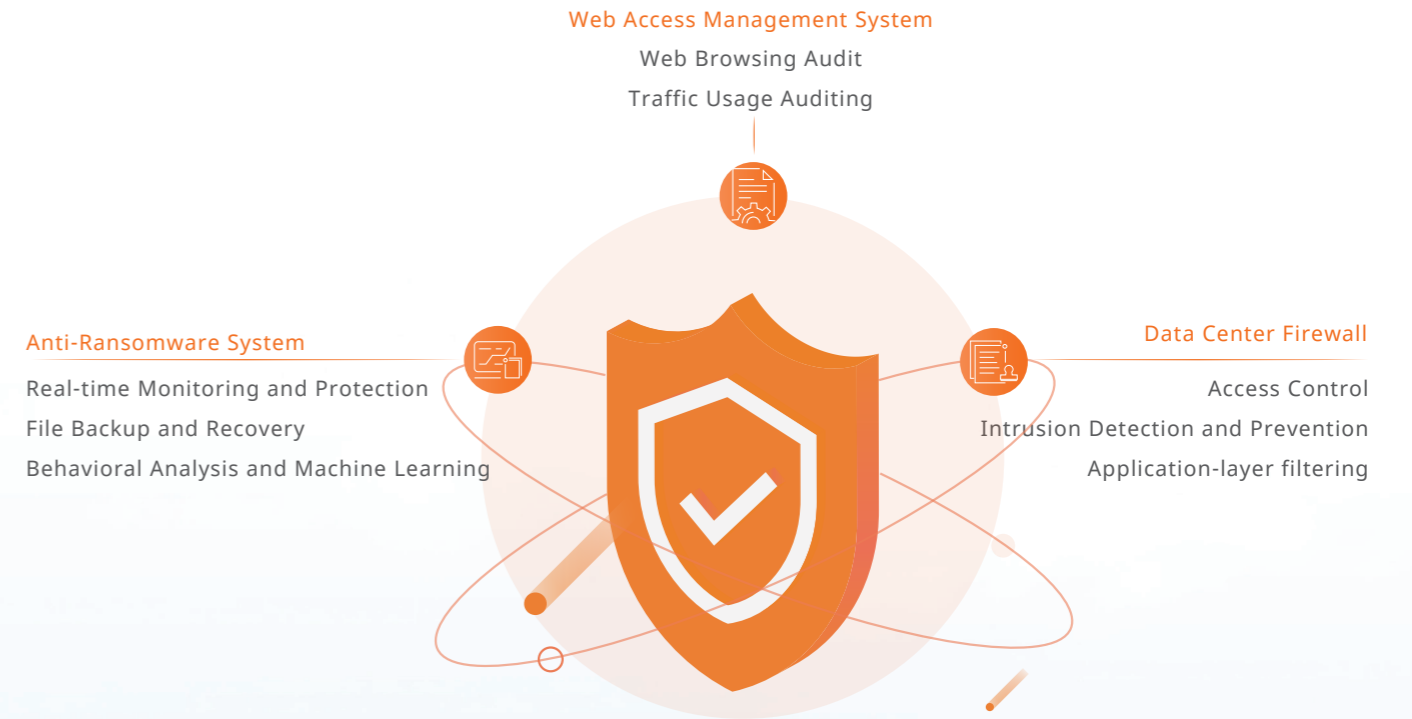 Web Access Management System
Web Browsing Audit
Traffic Usage Auditing
Anti-Ransomware System
Real-time Monitoring and Protection
File Backup and Recovery
Behavioral Analysis and Machine Learning
Data Center Firewall
Access Control
Intrusion Detection and Prevention
Application-layer filtering